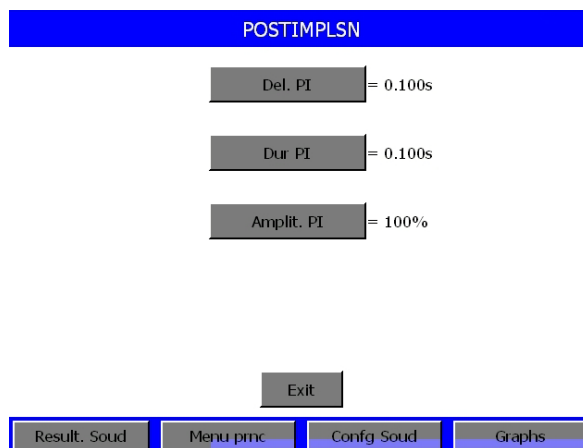 POSTIMPLSN
Del. PI = 0.100s
Dur PI = 0.100s
Amplit. PI = 100%
Exit
Result. Soud Menu prnc Confg Soud Graphs